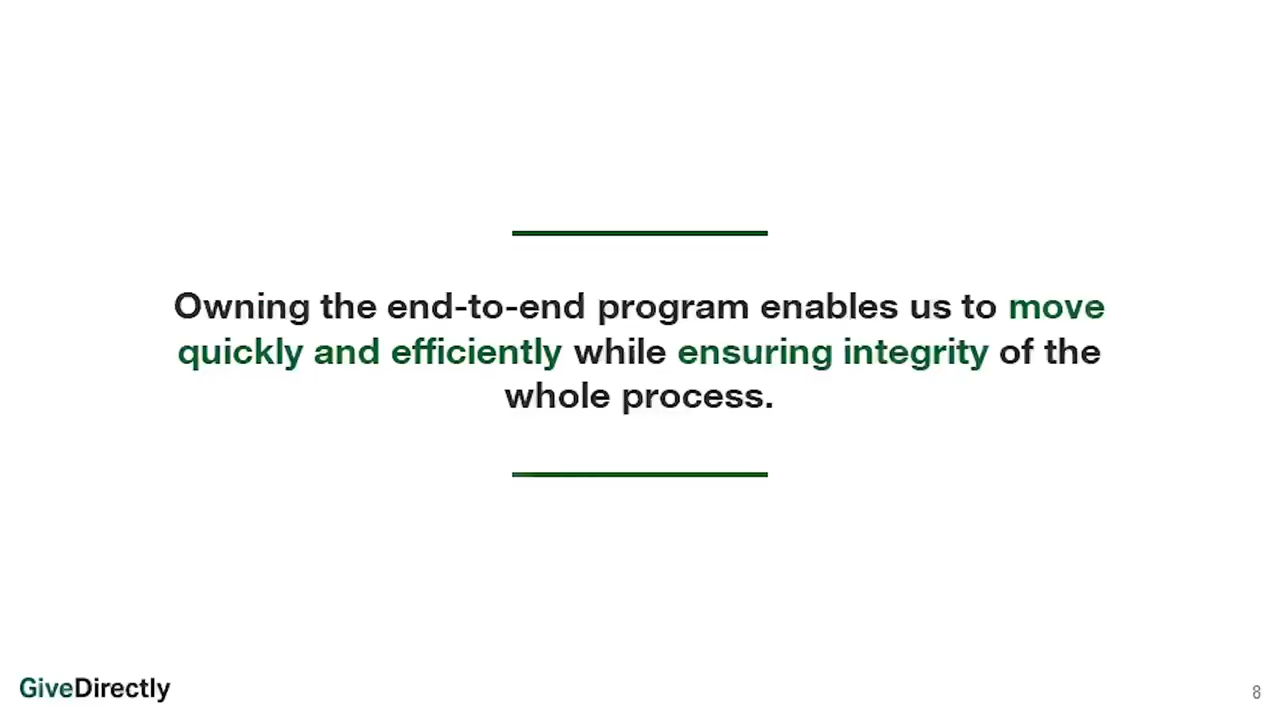 Owning the end-to-end program enables us to move
quickly and efficiently while ensuring integrity of the
whole process.
GiveDirectly
8